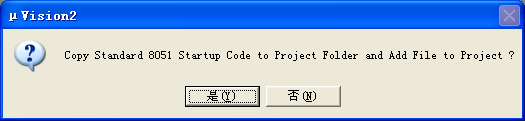 µVision2
Copy Standard 8051 Startup Code to Project Folder and Add File to Project ?
是(Y) 否(N)